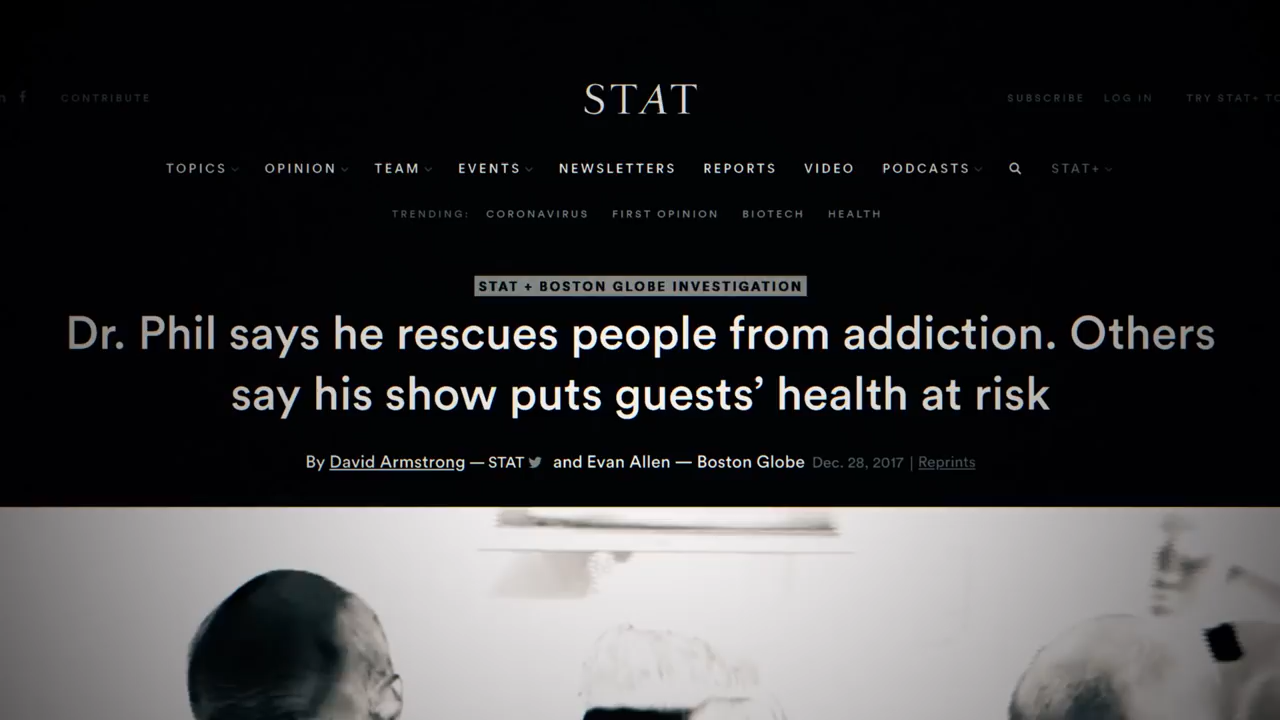 STAT
f CONTRIBUTE
SUBSCRIBE LOG IN TRY STAT+
TOPICS OPINION TEAM EVENTS NEWSLETTERS REPORTS VIDEO PODCASTS STAT+
TRENDING: CORONAVIRUS FIRST OPINION BIOTECH HEALTH
STAT + BOSTON GLOBE INVESTIGATION
Dr. Phil says he rescues people from addiction. Others
say his show puts guests’ health at risk
By David Armstrong — STAT and Evan Allen — Boston Globe Dec. 28, 2017 | Reprints